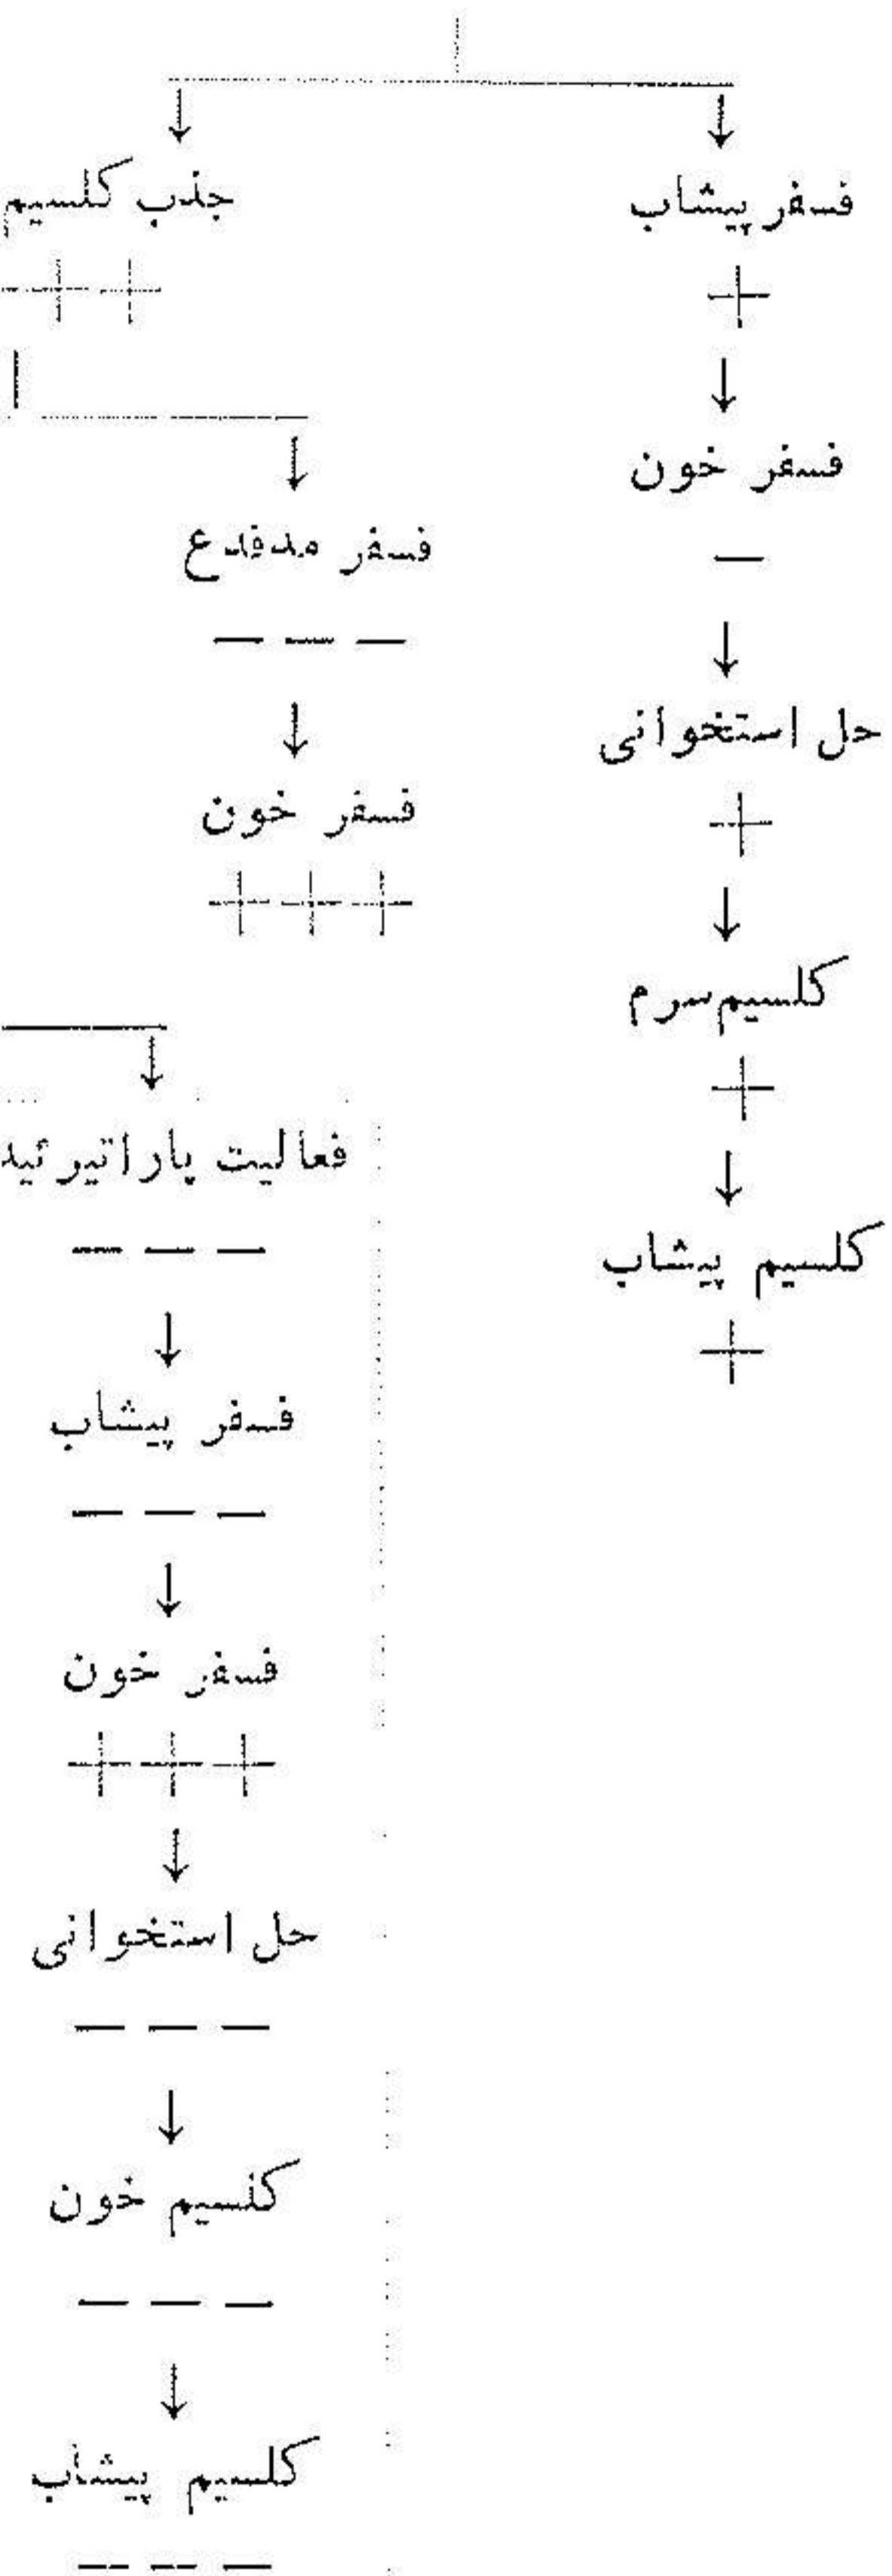 جذب کلسیم
فسفر پیشاب
+ + +
+
فسفر خون
فسفر مدفدع
—
— — —
حل استخوانی
فسفر خون
+
+ + +
کلسیم سرم
+
فعالیت پاراتیرئید
کلسیم پیشاب
— — —
+
فسفر پیشاب
— — —
فسفر خون
+ + +
حل استخوانی
— — —
کلسیم خون
— — —
کلسیم پیشاب
— — —